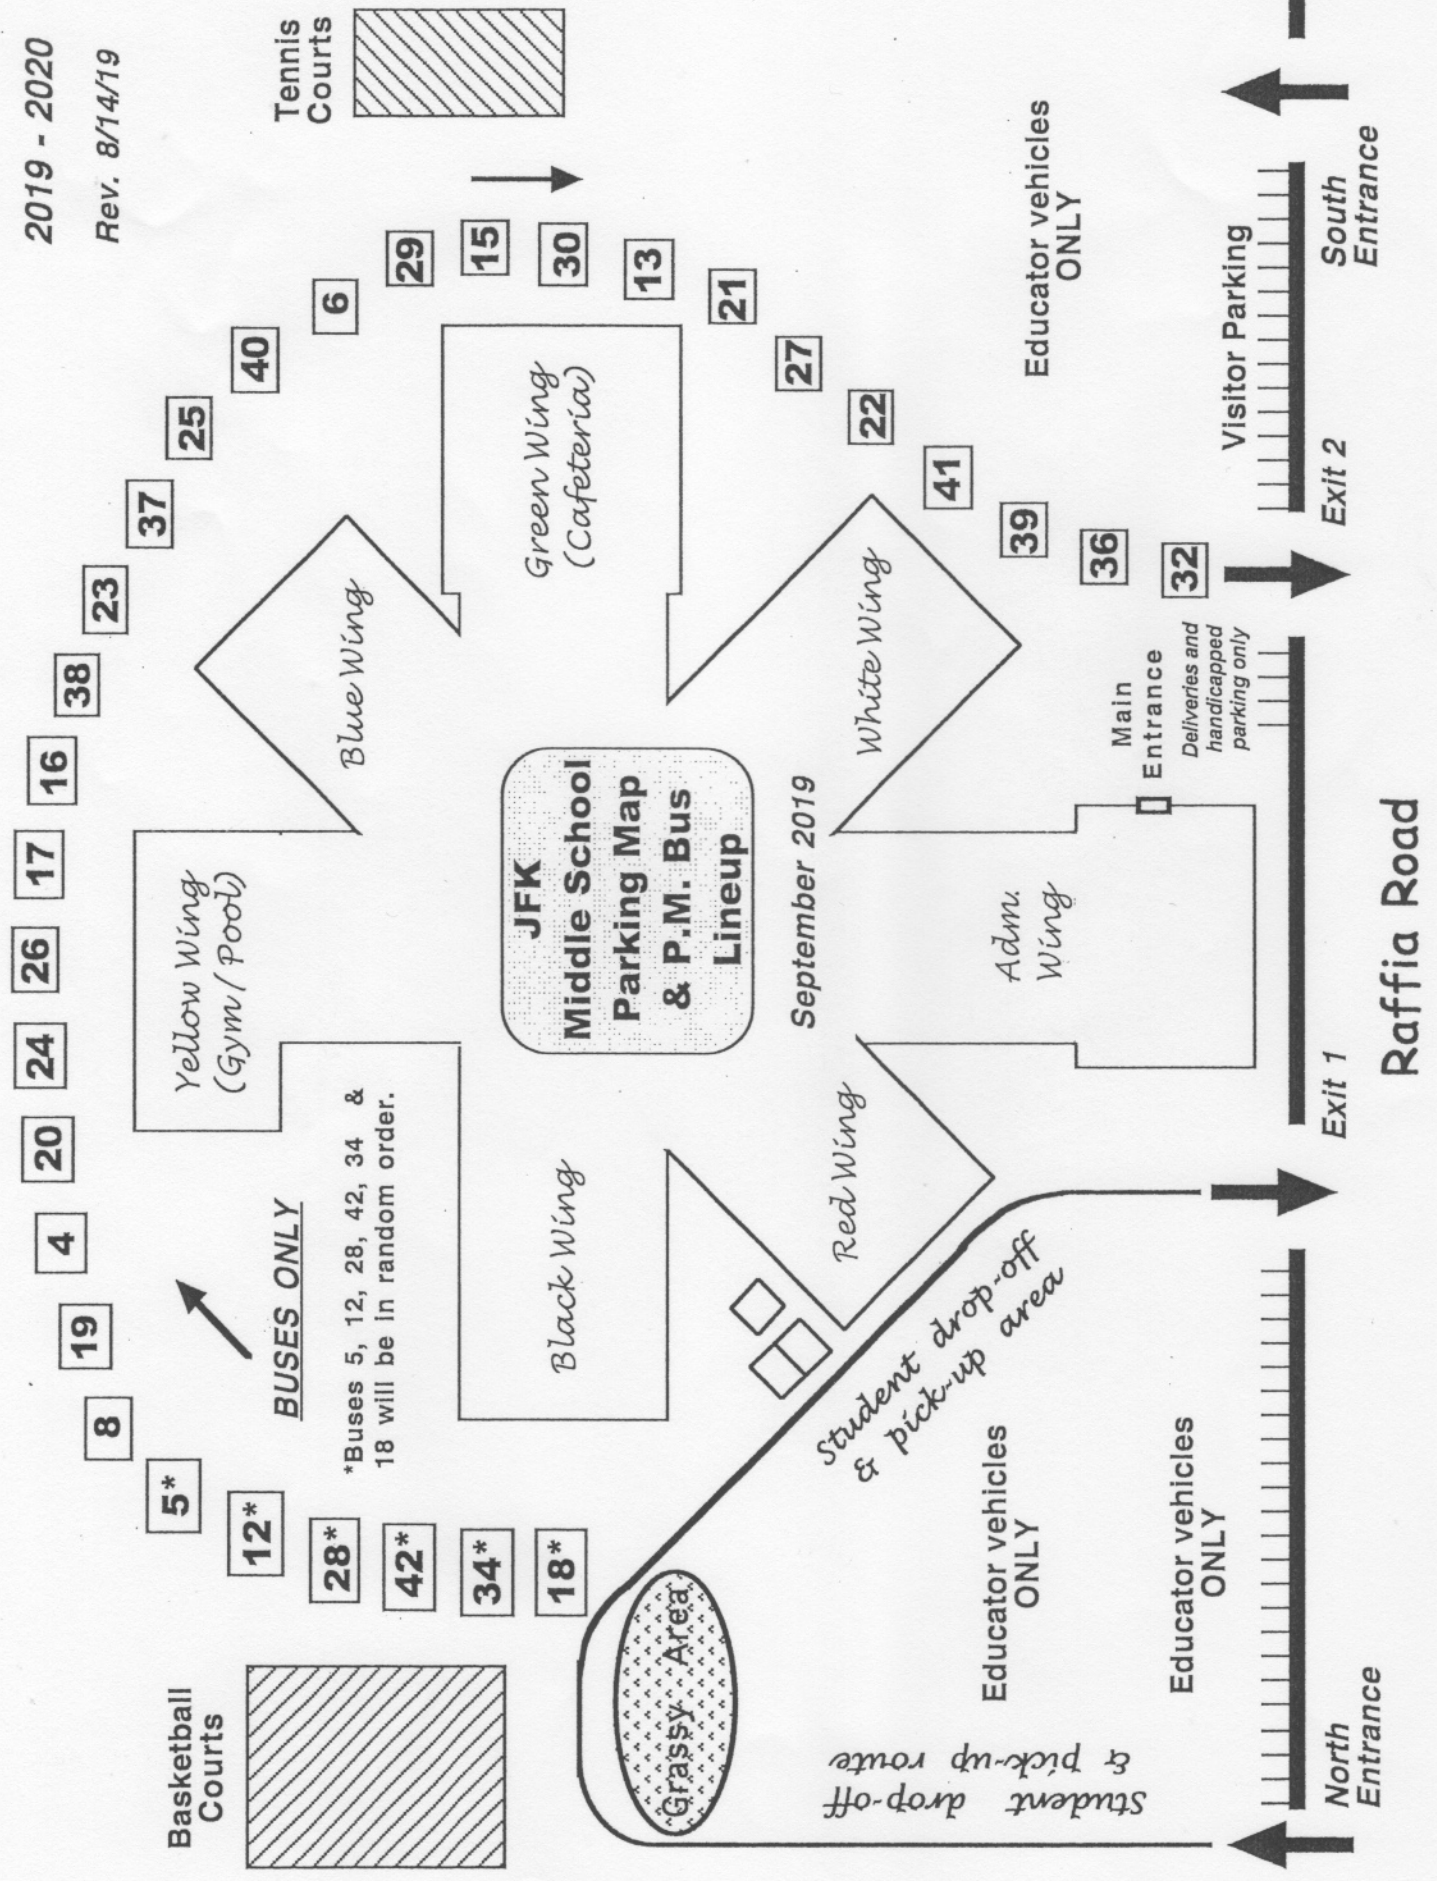 2019 - 2020
Rev. 8/14/19
Basketball
Courts
Tennis
Courts
18*
34*
42*
28*
12*
5*
8
19
4
20
24
26
17
16
38
23
37
25
40
6
29
15
30
13
21
27
22
41
39
36
32
BUSES ONLY
*Buses 5, 12, 28, 42, 34 &
18 will be in random order.
Yellow Wing
(Gym / Pool)
Blue Wing
Green Wing
(Cafeteria)
Black Wing
JFK
Middle School
Parking Map
& P.M. Bus
Lineup
September 2019
White Wing
Red Wing
Adm.
Wing
Grassy Area
Student drop-off
& pick-up area
Student drop-off
& pick-up route
Educator vehicles
ONLY
Educator vehicles
ONLY
Educator vehicles
ONLY
Main
Entrance
Deliveries and
handicapped
parking only
Visitor Parking
North
Entrance
Exit 1
Exit 2
South
Entrance
Raffia Road